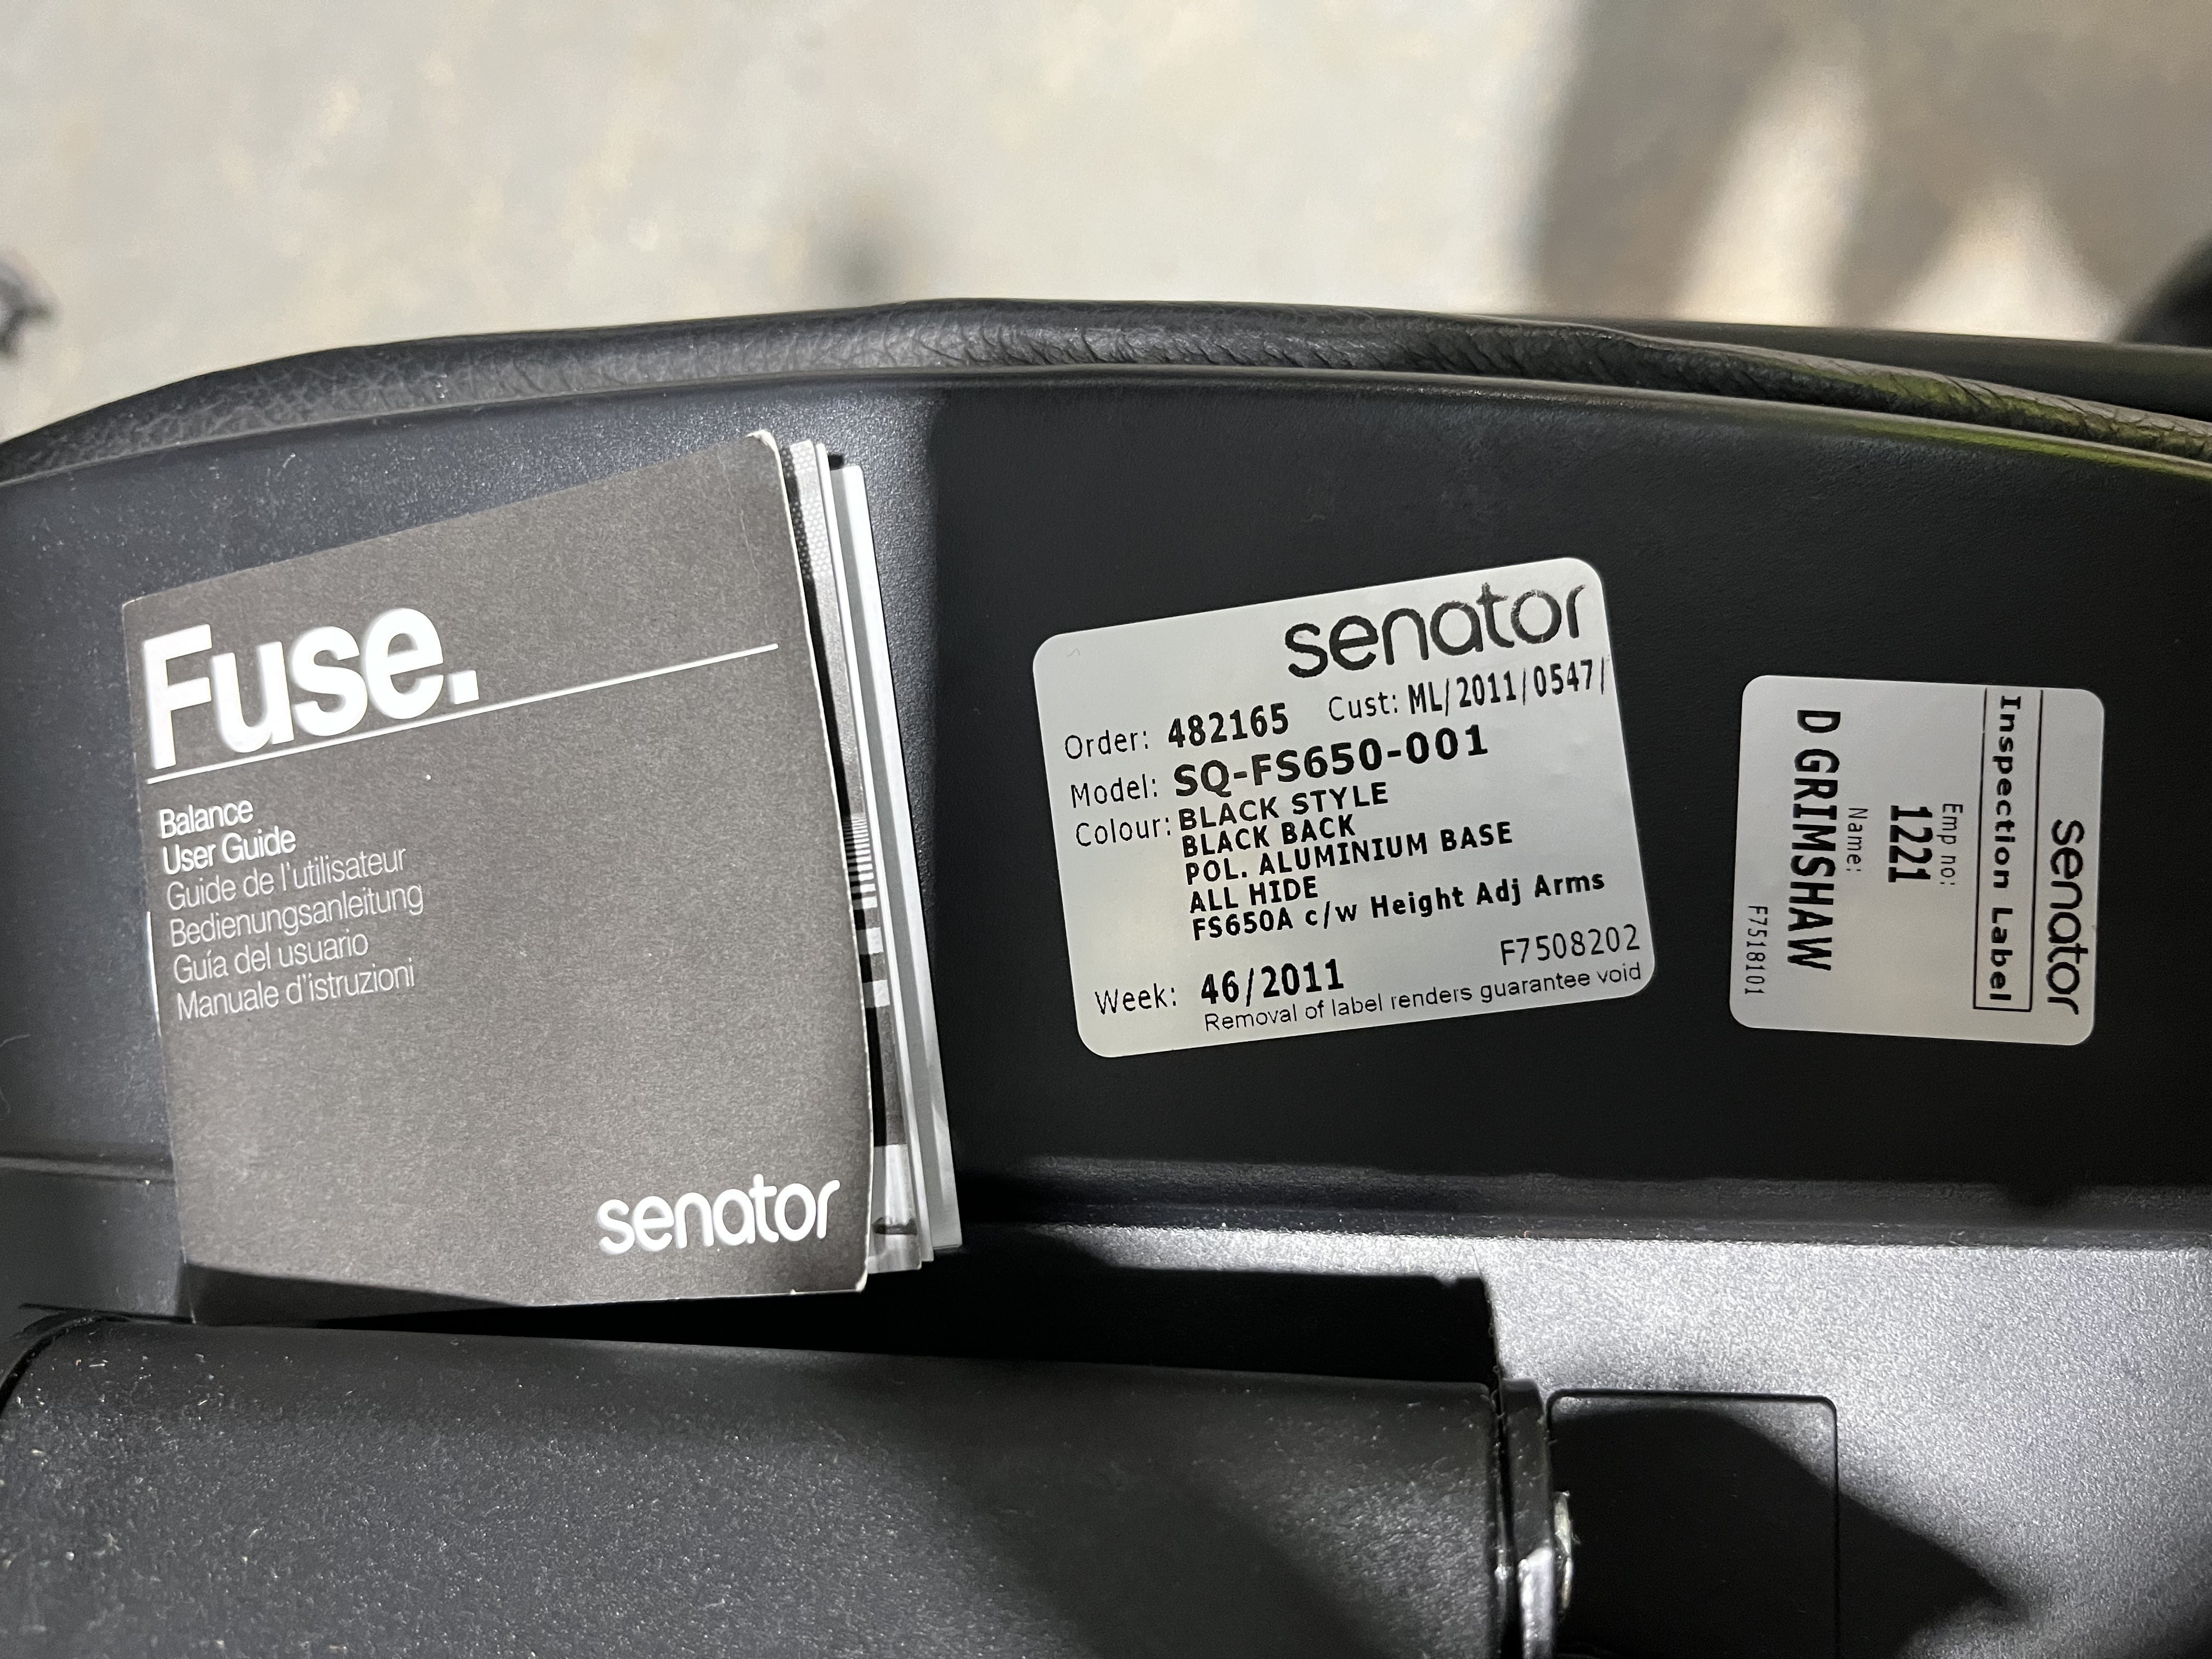 Fuse.
Balance
User Guide
Guide de l'utilisateur
Bedienungsanleitung
Guía del usuario
Manuale d'istruzioni
senator
senator
Order: 482165 Cust: ML/2011/0547/
Model: SQ-FS650-001
Colour: BLACK STYLE
BLACK BACK
POL. ALUMINIUM BASE
ALL HIDE
FS650A c/w Height Adj Arms
F7508202
Week: 46/2011
Removal of label renders guarantee void
senator
Inspection Label
Emp no:
1221
Name:
D GRIMSHAW
F7518101